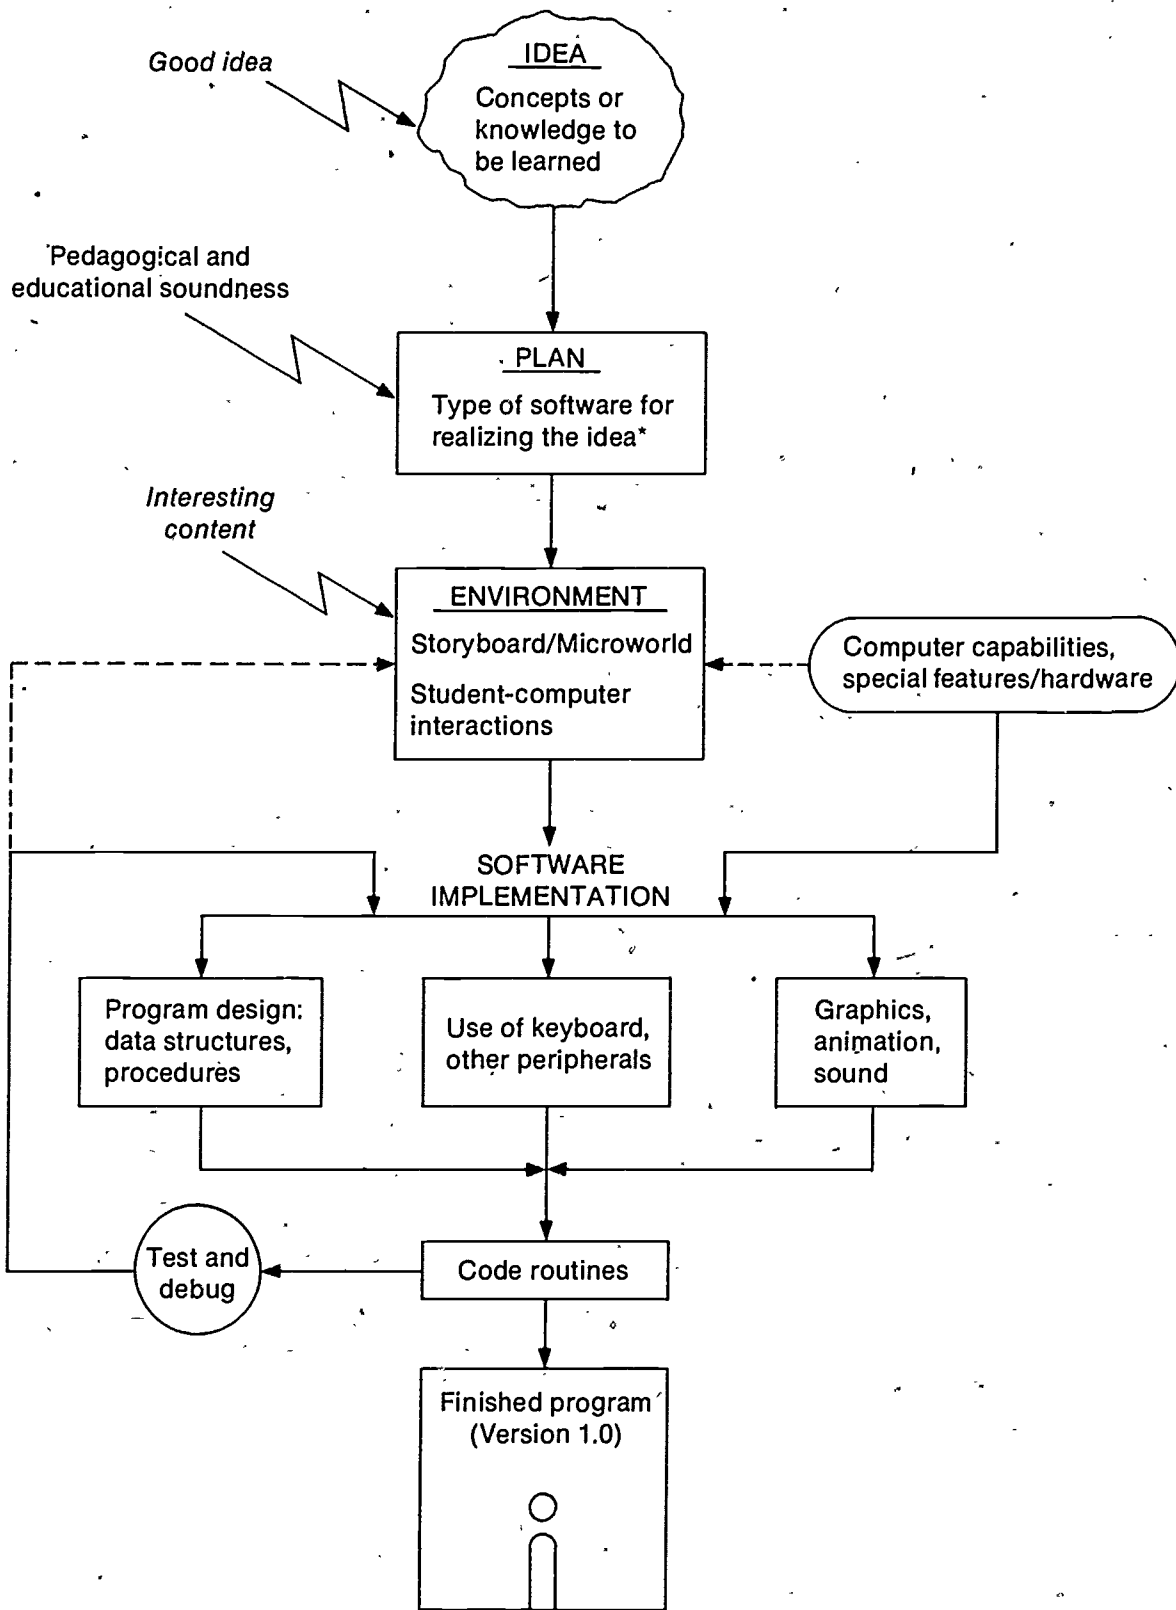 Good idea
IDEA
Concepts or
knowledge to
be learned
Pedagogical and
educational soundness
PLAN
Type of software for
realizing the idea*
Interesting
content
ENVIRONMENT
Storyboard/Microworld
Student-computer
interactions
Computer capabilities,
special features/hardware
SOFTWARE
IMPLEMENTATION
Program design:
data structures,
procedures
Use of keyboard,
other peripherals
Graphics,
animation,
sound
Test and
debug
Code routines
Finished program
(Version 1.0)